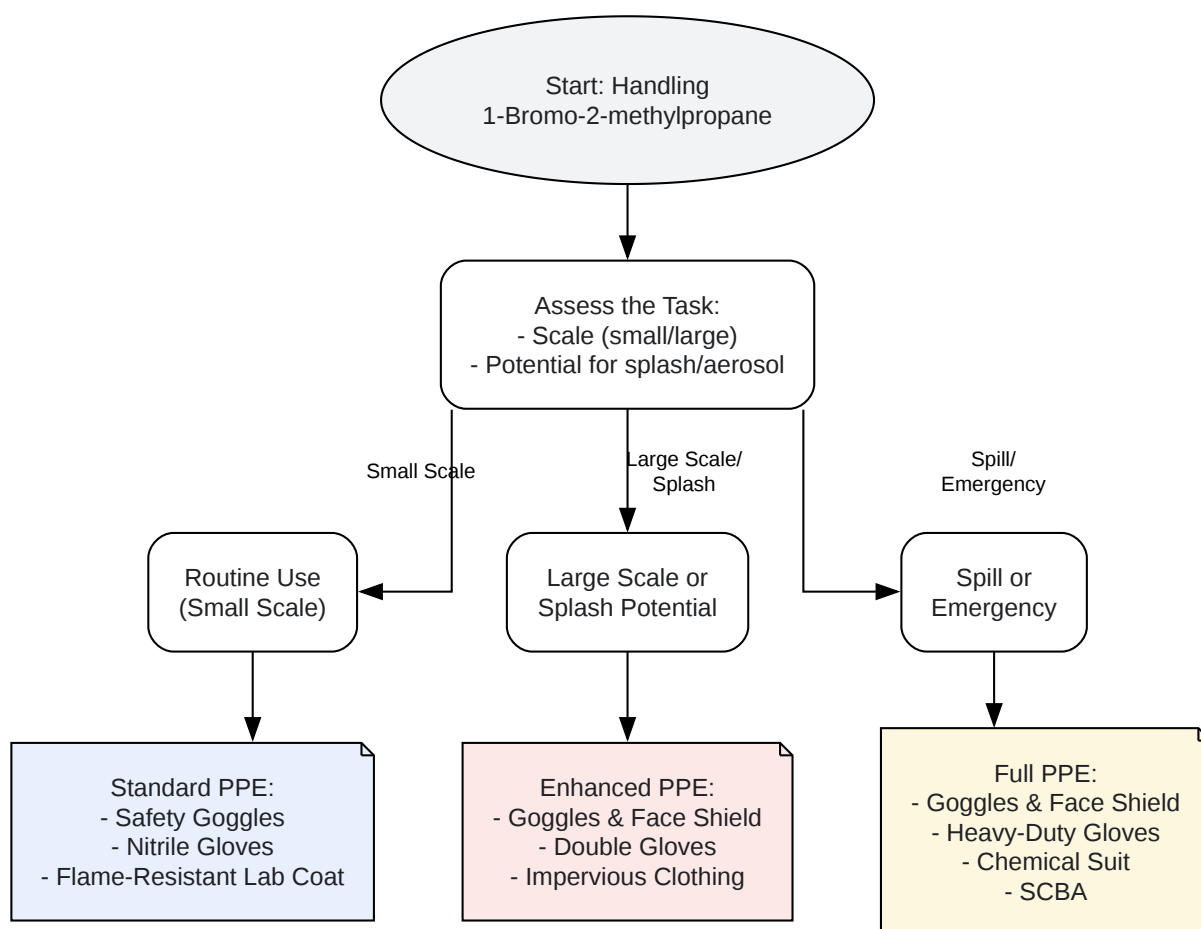 Start: Handling
1-Bromo-2-methylpropane
Assess the Task:
- Scale (small/large)
- Potential for splash/aerosol
Small Scale
Large Scale/
Splash
Spill/
Emergency
Routine Use
(Small Scale)
Large Scale or
Splash Potential
Spill or
Emergency
Standard PPE:
- Safety Goggles
- Nitrile Gloves
- Flame-Resistant Lab Coat
Enhanced PPE:
- Goggles & Face Shield
- Double Gloves
- Impervious Clothing
Full PPE:
- Goggles & Face Shield
- Heavy-Duty Gloves
- Chemical Suit
- SCBA